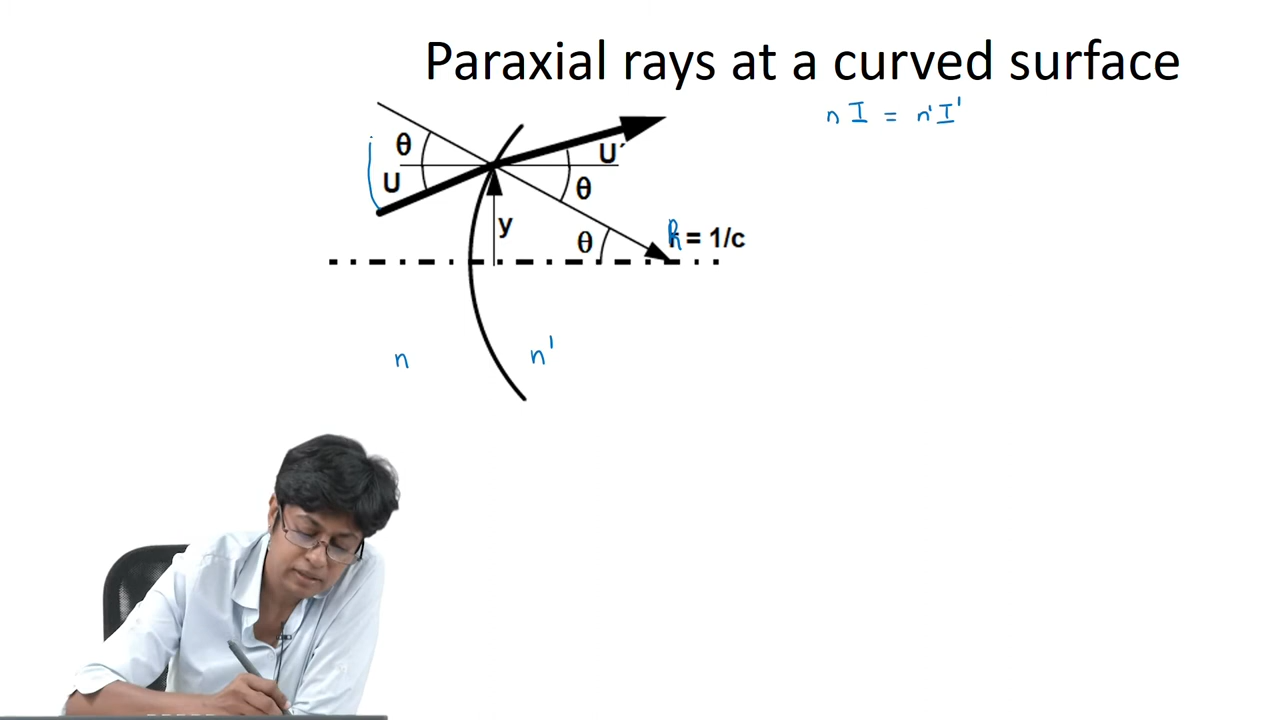 Paraxial rays at a curved surface
n I = n' I'
θ
U'
U
θ
y
θ
R = 1/c
n
n'